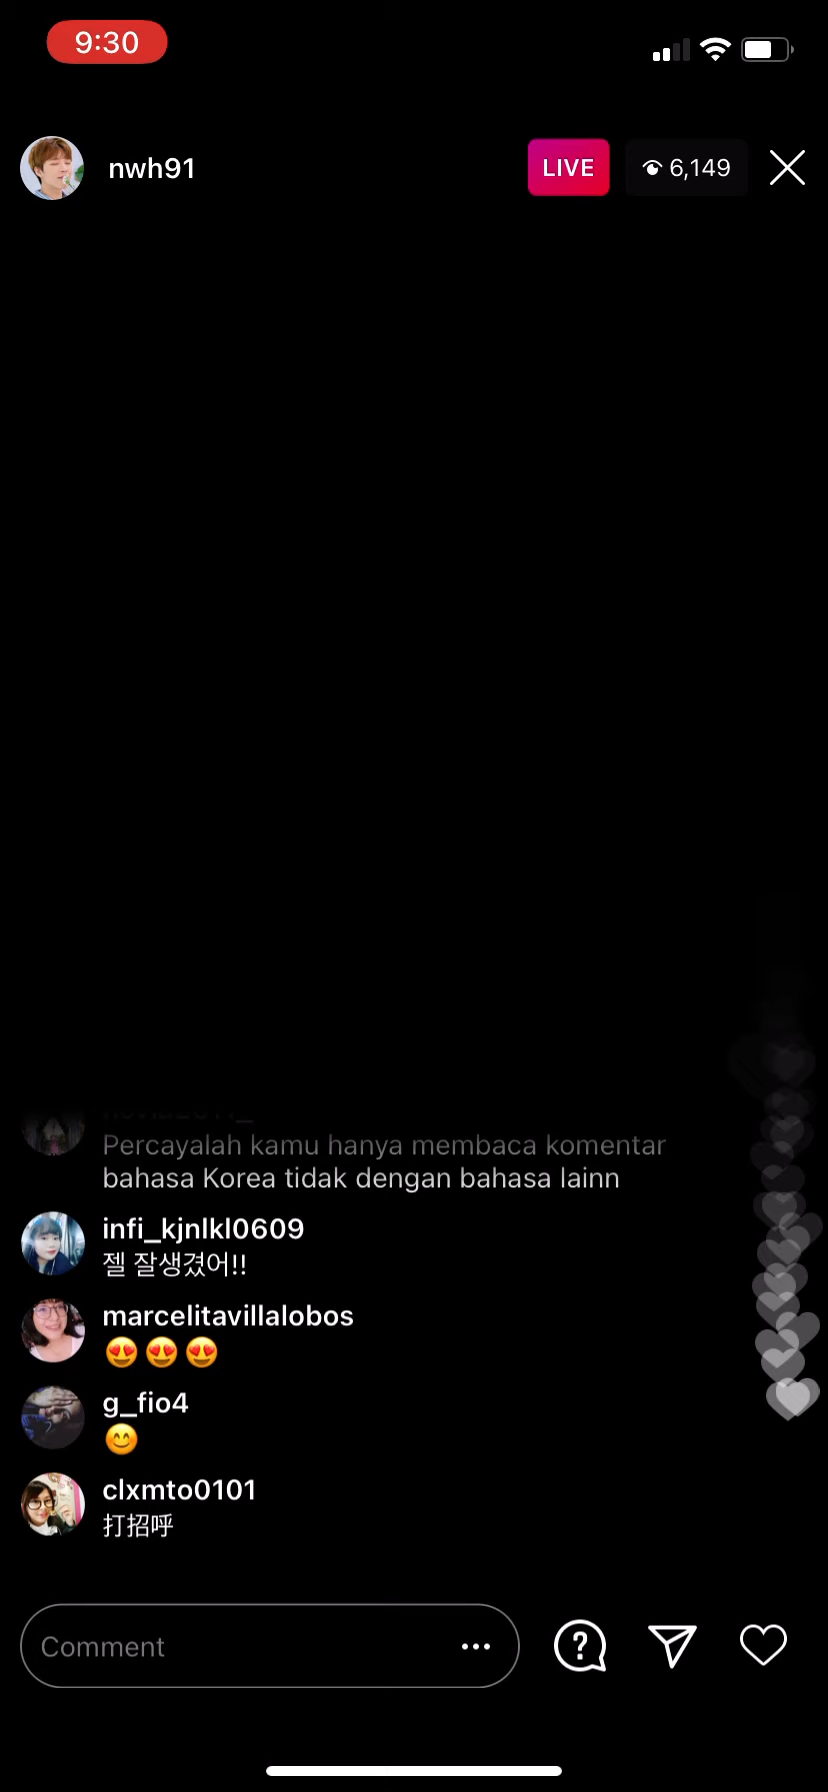 9:30
nwh91
LIVE
6,149
Percayalah kamu hanya membaca komentar
bahasa Korea tidak dengan bahasa lainn
infi_kjnlkl0609
젤 잘생겼어!!
marcelitavillalobos
😍😍😍
g_fio4
😊
clxmto0101
打招呼
Comment